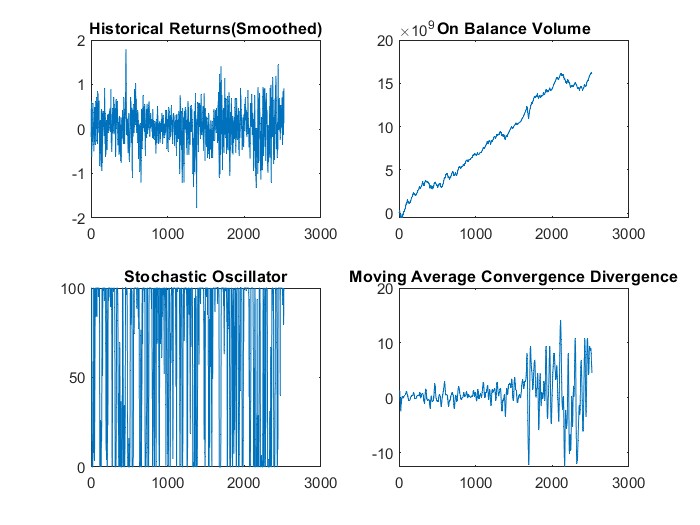 Historical Returns(Smoothed)
2
1
0
-1
-2
0 1000 2000 3000
×10⁹ On Balance Volume
20
15
10
5
0
0 1000 2000 3000
Stochastic Oscillator
100
50
0
0 1000 2000 3000
Moving Average Convergence Divergence
20
10
0
-10
0 1000 2000 3000